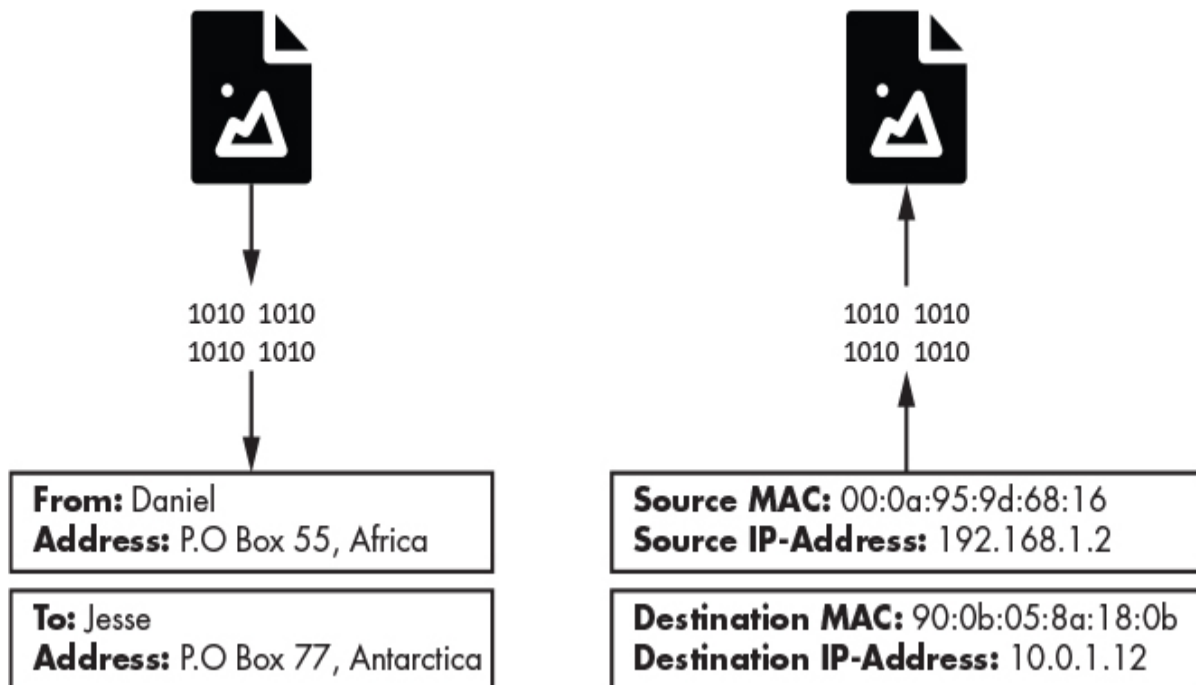 1010 1010
1010 1010
From: Daniel
Address: P.O Box 55, Africa
To: Jesse
Address: P.O Box 77, Antarctica
1010 1010
1010 1010
Source MAC: 00:0a:95:9d:68:16
Source IP-Address: 192.168.1.2
Destination MAC: 90:0b:05:8a:18:0b
Destination IP-Address: 10.0.1.12